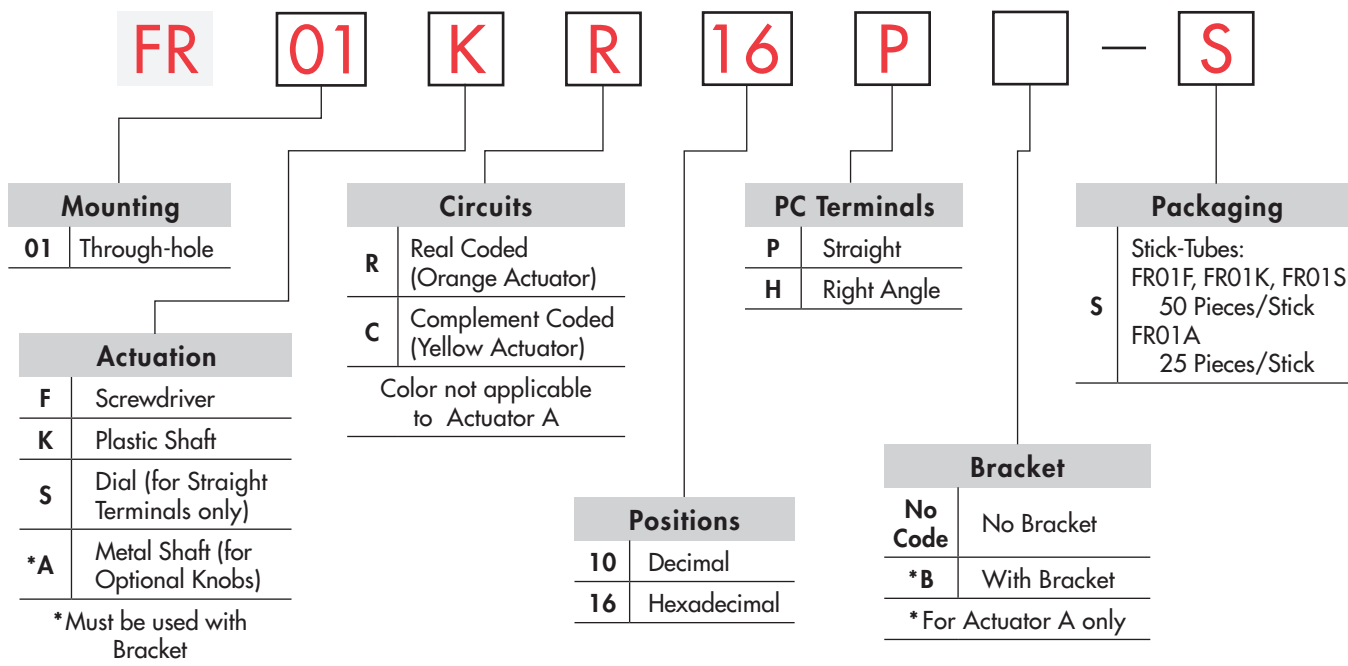 FR 01 K R 16 P — S
Mounting
01 Through-hole
Actuation
F Screwdriver
K Plastic Shaft
S Dial (for Straight
Terminals only)
*A Metal Shaft (for
Optional Knobs)
*Must be used with
Bracket
Circuits
R Real Coded
(Orange Actuator)
C Complement Coded
(Yellow Actuator)
Color not applicable
to Actuator A
Positions
10 Decimal
16 Hexadecimal
PC Terminals
P Straight
H Right Angle
Bracket
No
Code No Bracket
*B With Bracket
*For Actuator A only
Packaging
S Stick-Tubes:
FR01F, FR01K, FR01S
50 Pieces/Stick
FR01A
25 Pieces/Stick